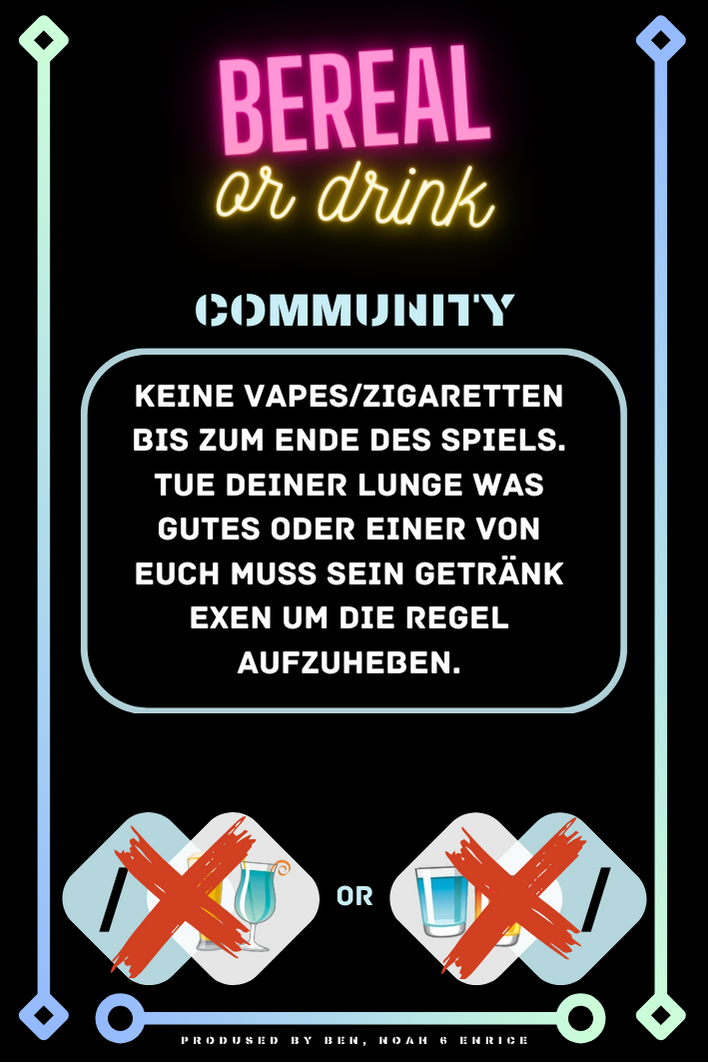 BEREAL
or drink
COMMUNITY
KEINE VAPES/ZIGARETTEN
BIS ZUM ENDE DES SPIELS.
TUE DEINER LUNGE WAS
GUTES ODER EINER VON
EUCH MUSS SEIN GETRÄNK
EXEN UM DIE REGEL
AUFZUHEBEN.
/ OR /
PRODUSED BY BEN, NOAH & ENRICE